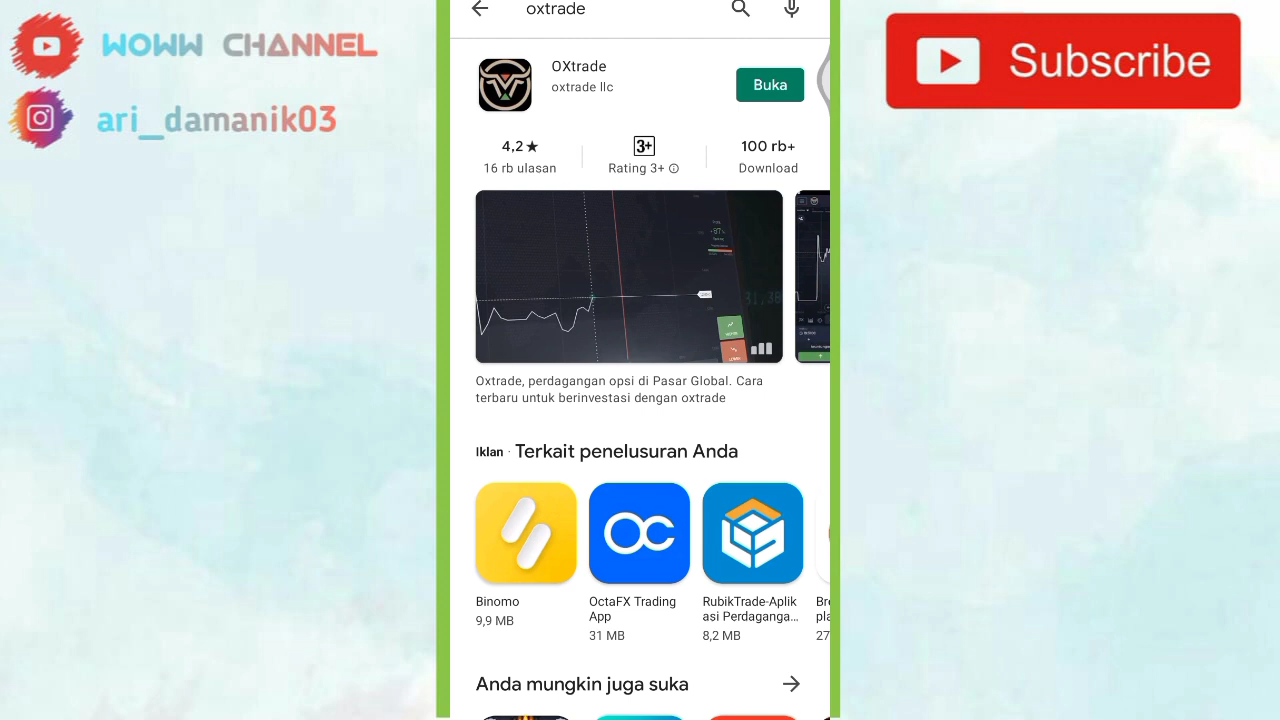 WOWW CHANNEL
ari_damanik03
Subscribe
oxtrade
OXtrade
oxtrade llc
Buka
4,2★
16 rb ulasan
3+
Rating 3+
100 rb+
Download
Oxtrade, perdagangan opsi di Pasar Global. Cara
terbaru untuk berinvestasi dengan oxtrade
Iklan · Terkait penelusuran Anda
Binomo
9,9 MB
OctaFX Trading
App
31 MB
RubikTrade-Aplik
asi Perdaganga...
8,2 MB
Anda mungkin juga suka